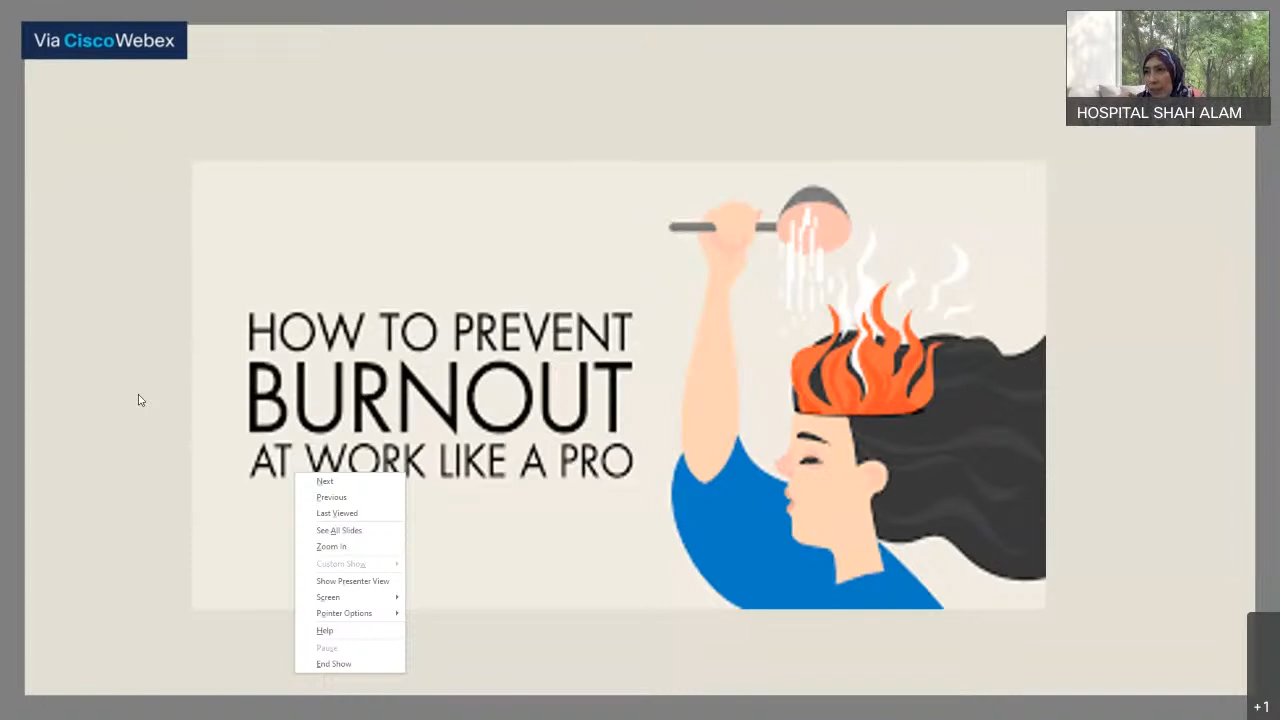 Via CiscoWebex
HOSPITAL SHAH ALAM
HOW TO PREVENT
BURNOUT
AT WORK LIKE A PRO
Next
Previous
Last Viewed
See All Slides
Zoom In
Custom Show
Show Presenter View
Screen
Pointer Options
Help
Pause
End Show
+1